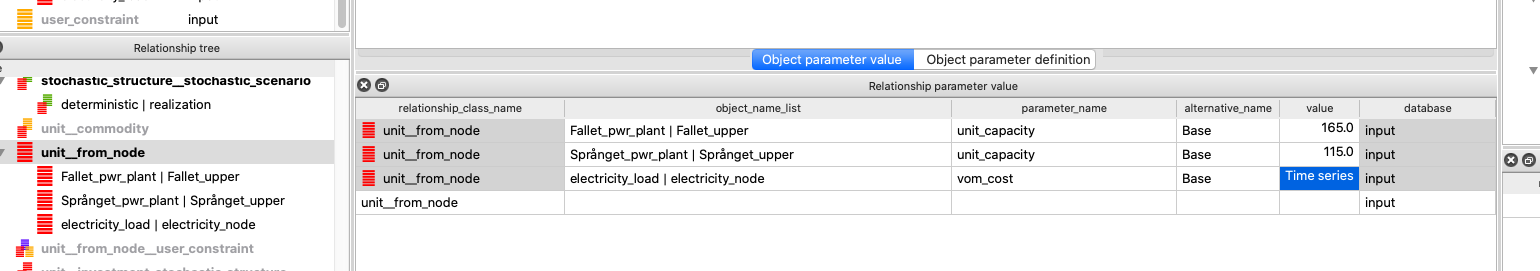 user_constraint input
Relationship tree
stochastic_structure__stochastic_scenario
deterministic | realization
unit__commodity
unit__from_node
Fallet_pwr_plant | Fallet_upper
Språnget_pwr_plant | Språnget_upper
electricity_load | electricity_node
unit__from_node__user_constraint
Object parameter value Object parameter definition
Relationship parameter value
relationship_class_name object_name_list parameter_name alternative_name value database
unit__from_node Fallet_pwr_plant | Fallet_upper unit_capacity Base 165.0 input
unit__from_node Språnget_pwr_plant | Språnget_upper unit_capacity Base 115.0 input
unit__from_node electricity_load | electricity_node vom_cost Base Time series input
unit__from_node input